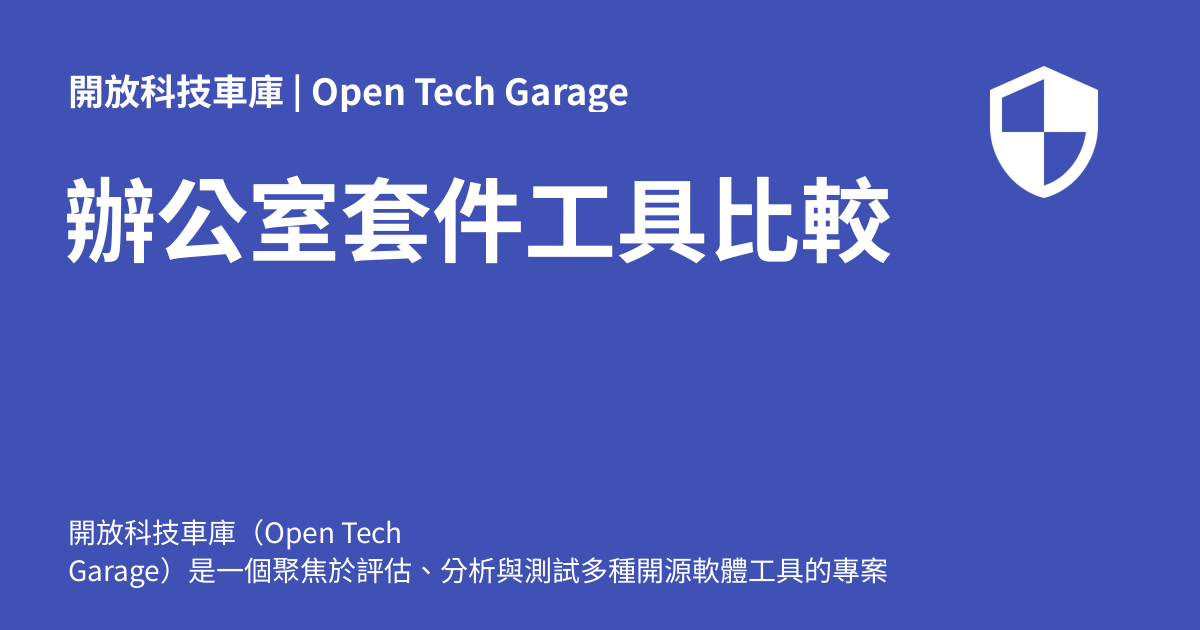 開放科技車庫 | Open Tech Garage
辦公室套件工具比較
開放科技車庫（Open Tech
Garage）是一個聚焦於評估、分析與測試多種開源軟體工具的專案